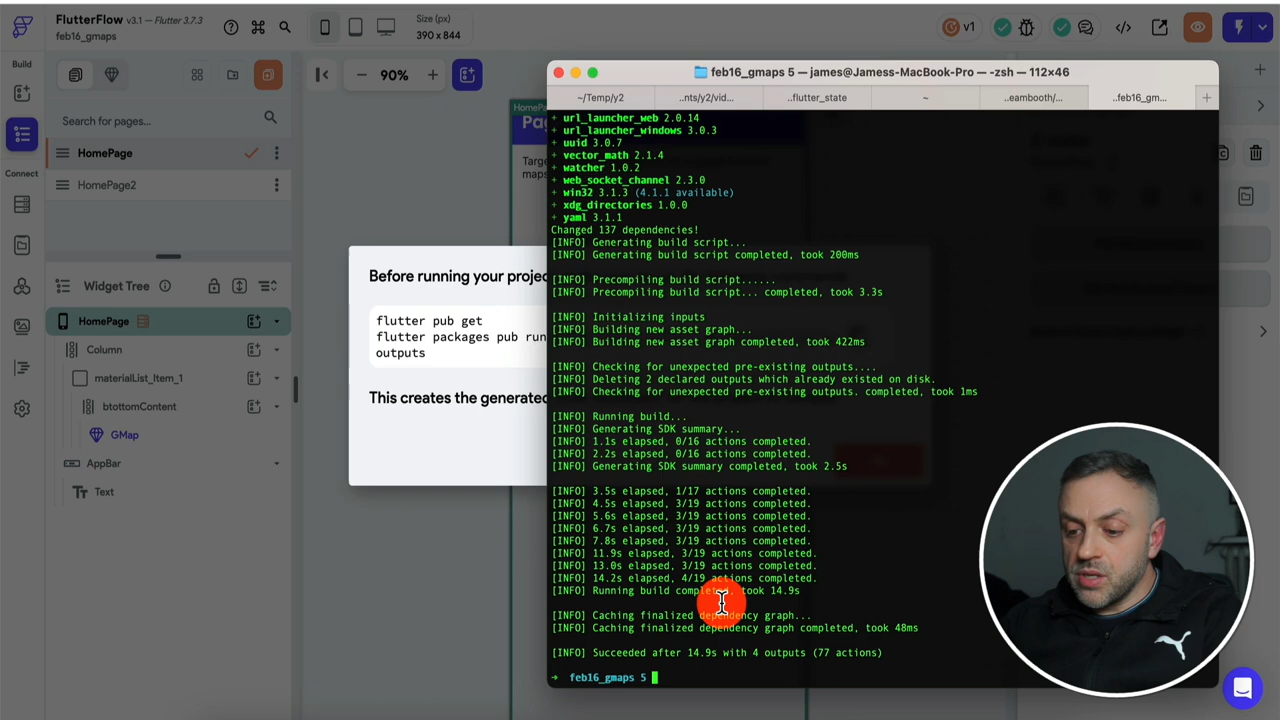 FlutterFlow v3.1 – Flutter 3.7.3
feb16_gmaps
Size (px)
390 x 844
v1
Build
Connect
90%
Search for pages...
HomePage
HomePage2
Widget Tree
HomePage
Column
materialList_Item_1
btottomContent
GMap
AppBar
Text
HomePa
Pag
Targe
maps
Before running your projec
flutter pub get
flutter packages pub run
outputs
This creates the generated
feb16_gmaps 5 — james@Jamess-MacBook-Pro — -zsh — 112×46
~/Temp/y2
..nts/y2/vid...
..flutter_state
~
..eambooth/...
..feb16_gm...
+ url_launcher_web 2.0.14
+ url_launcher_windows 3.0.3
+ uuid 3.0.7
+ vector_math 2.1.4
+ watcher 1.0.2
+ web_socket_channel 2.3.0
+ win32 3.1.3 (4.1.1 available)
+ xdg_directories 1.0.0
+ yaml 3.1.1
Changed 137 dependencies!
[INFO] Generating build script...
[INFO] Generating build script completed, took 200ms
[INFO] Precompiling build script......
[INFO] Precompiling build script... completed, took 3.3s
[INFO] Initializing inputs
[INFO] Building new asset graph...
[INFO] Building new asset graph completed, took 422ms
[INFO] Checking for unexpected pre-existing outputs....
[INFO] Deleting 2 declared outputs which already existed on disk.
[INFO] Checking for unexpected pre-existing outputs. completed, took 1ms
[INFO] Running build...
[INFO] Generating SDK summary...
[INFO] 1.1s elapsed, 0/16 actions completed.
[INFO] 2.2s elapsed, 0/16 actions completed.
[INFO] Generating SDK summary completed, took 2.5s
[INFO] 3.5s elapsed, 1/17 actions completed.
[INFO] 4.5s elapsed, 3/19 actions completed.
[INFO] 5.6s elapsed, 3/19 actions completed.
[INFO] 6.7s elapsed, 3/19 actions completed.
[INFO] 7.8s elapsed, 3/19 actions completed.
[INFO] 11.9s elapsed, 3/19 actions completed.
[INFO] 13.0s elapsed, 3/19 actions completed.
[INFO] 14.2s elapsed, 4/19 actions completed.
[INFO] Running build completed, took 14.9s
[INFO] Caching finalized dependency graph...
[INFO] Caching finalized dependency graph completed, took 48ms
[INFO] Succeeded after 14.9s with 4 outputs (77 actions)
→ feb16_gmaps 5